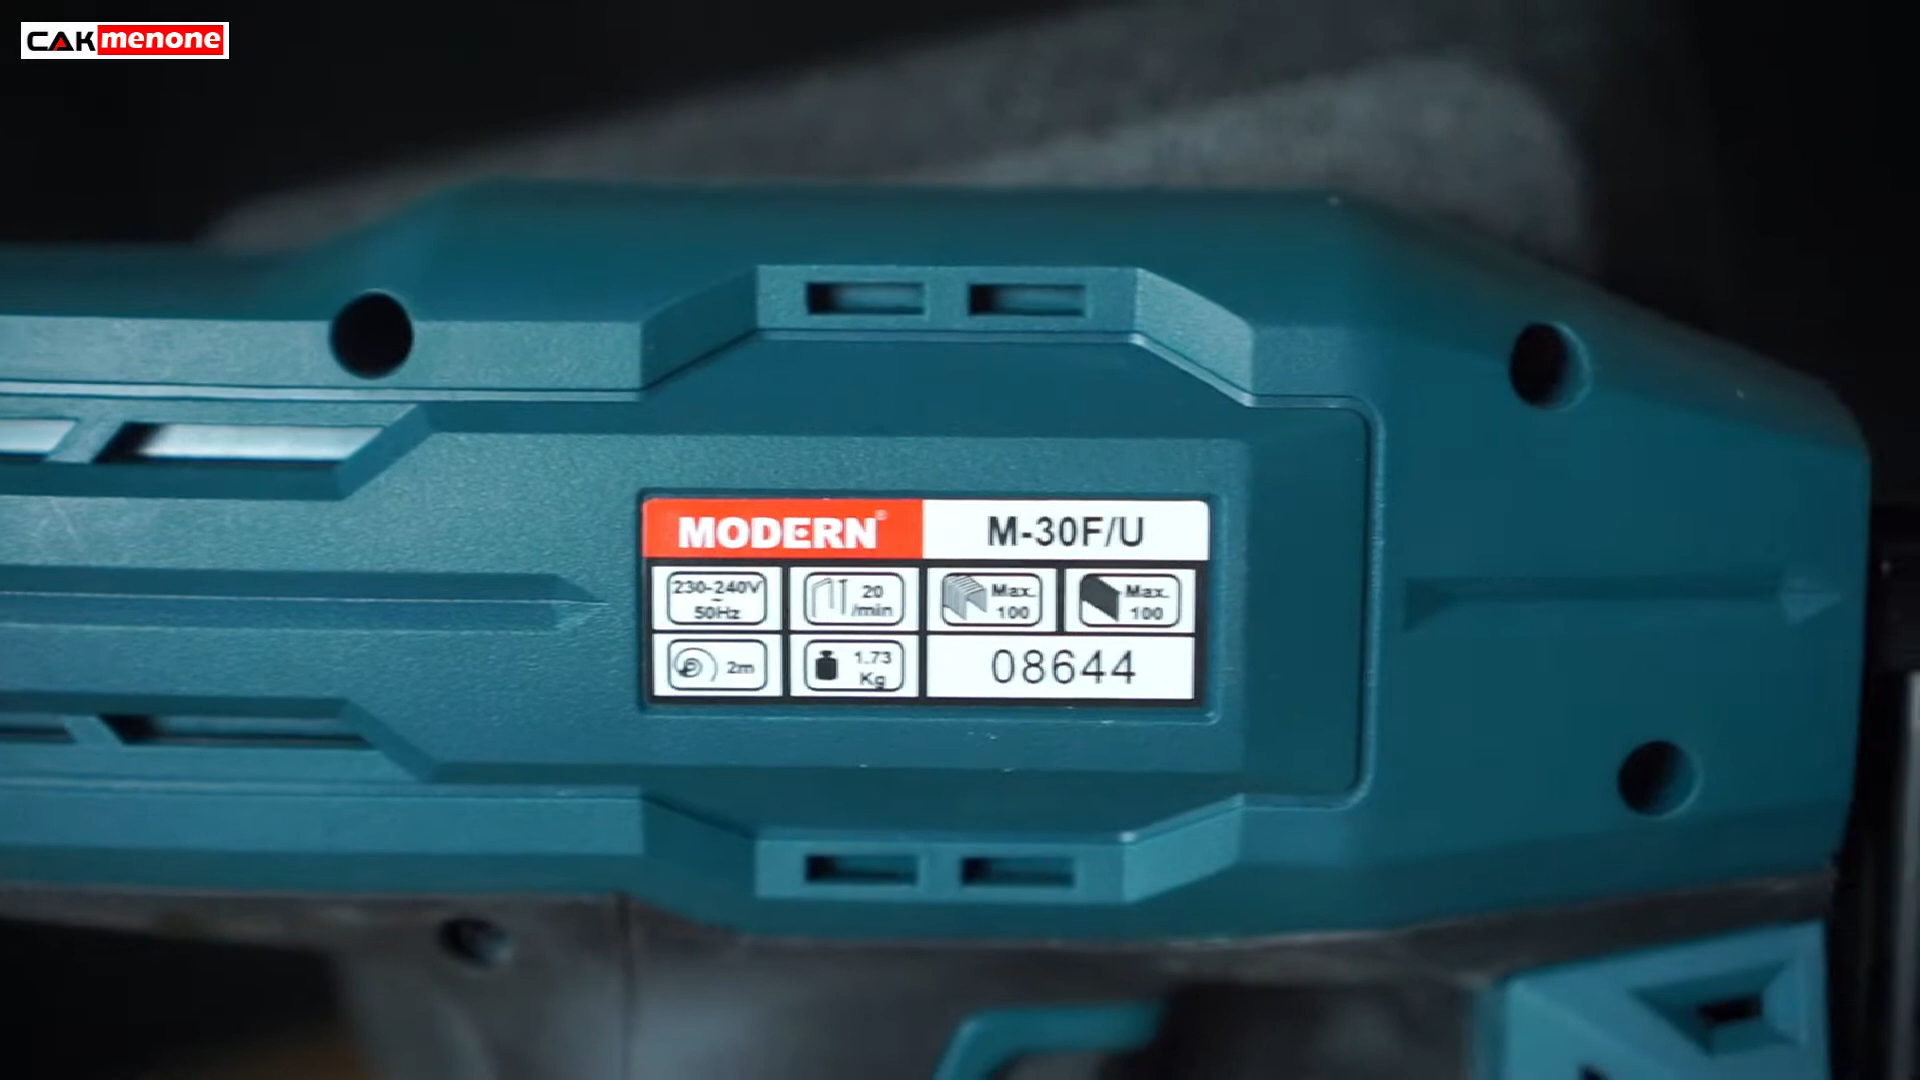 CAKmenone
MODERN® M-30F/U
230-240V
~
50Hz
20
/min
Max.
100
Max.
100
2m
1.73
Kg
08644